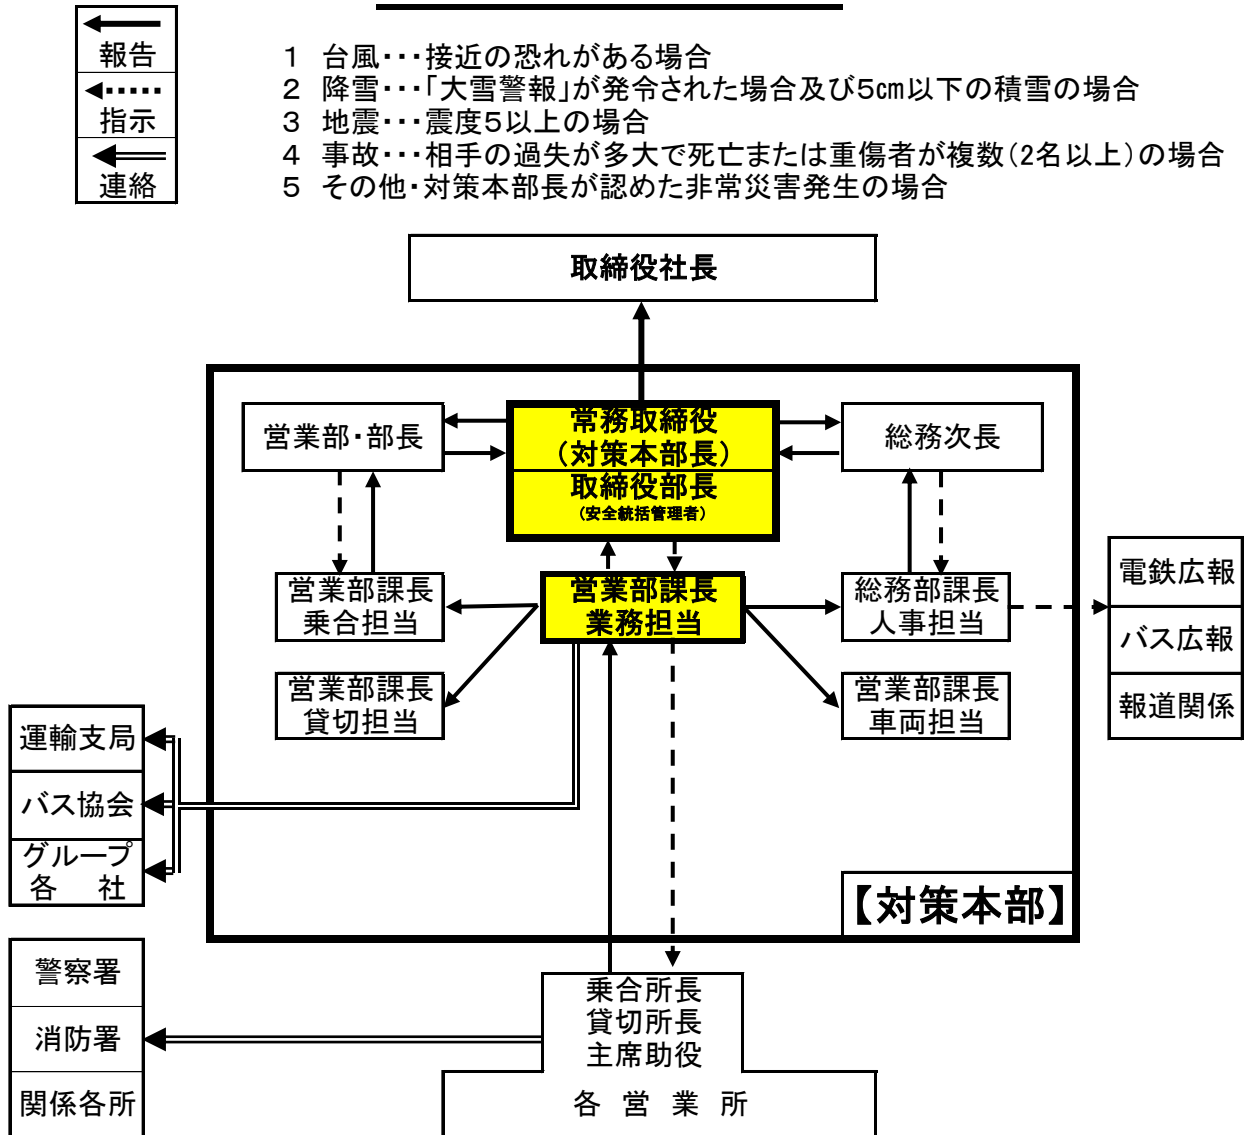 報告
指示
連絡
1 台風・・・接近の恐れがある場合
2 降雪・・・「大雪警報」が発令された場合及び5㎝以下の積雪の場合
3 地震・・・震度5以上の場合
4 事故・・・相手の過失が多大で死亡または重傷者が複数(2名以上)の場合
5 その他・対策本部長が認めた非常災害発生の場合
取締役社長
営業部・部長
常務取締役
(対策本部長)
取締役部長
(安全統括管理者)
総務次長
営業部課長
乗合担当
営業部課長
業務担当
総務部課長
人事担当
営業部課長
貸切担当
営業部課長
車両担当
電鉄広報
バス広報
報道関係
運輸支局
バス協会
グループ
各 社
【対策本部】
警察署
消防署
関係各所
乗合所長
貸切所長
主席助役
各 営 業 所